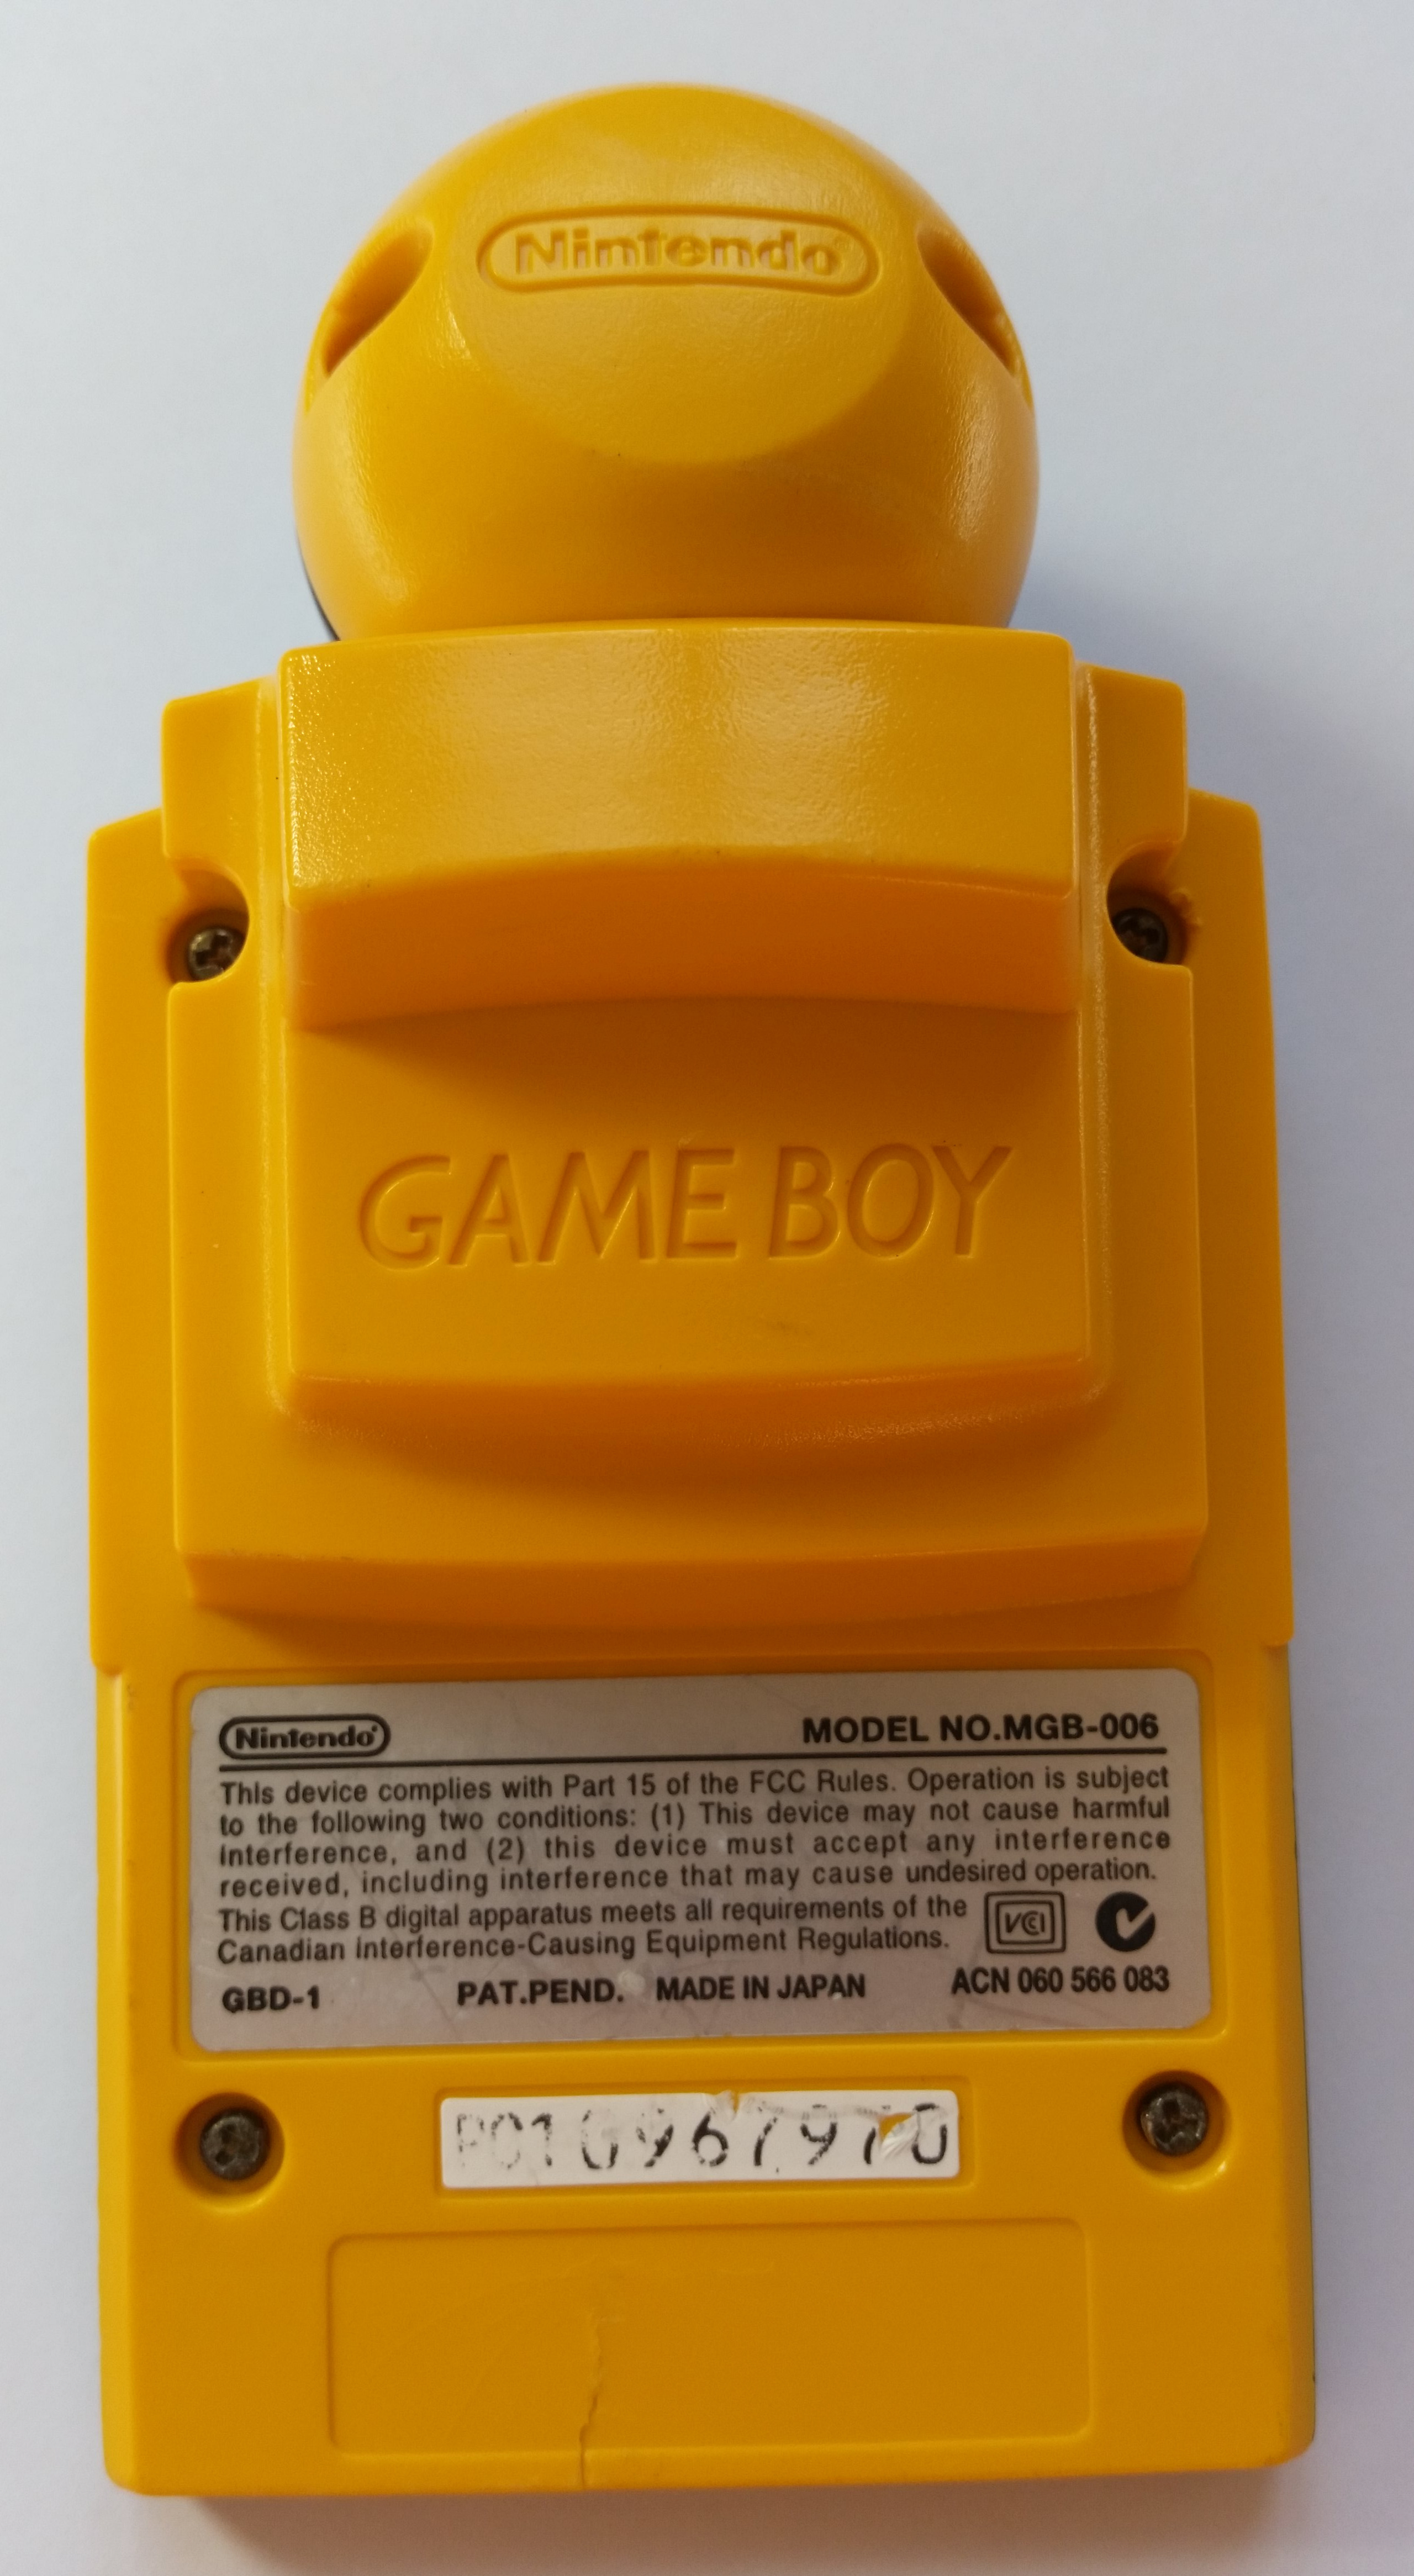 Nintendo®
GAME BOY
Nintendo®
MODEL NO.MGB-006
This device complies with Part 15 of the FCC Rules. Operation is subject
to the following two conditions: (1) This device may not cause harmful
interference, and (2) this device must accept any interference
received, including interference that may cause undesired operation.
This Class B digital apparatus meets all requirements of the
Canadian Interference-Causing Equipment Regulations.
VCI
GBD-1 PAT.PEND. MADE IN JAPAN ACN 060 566 083